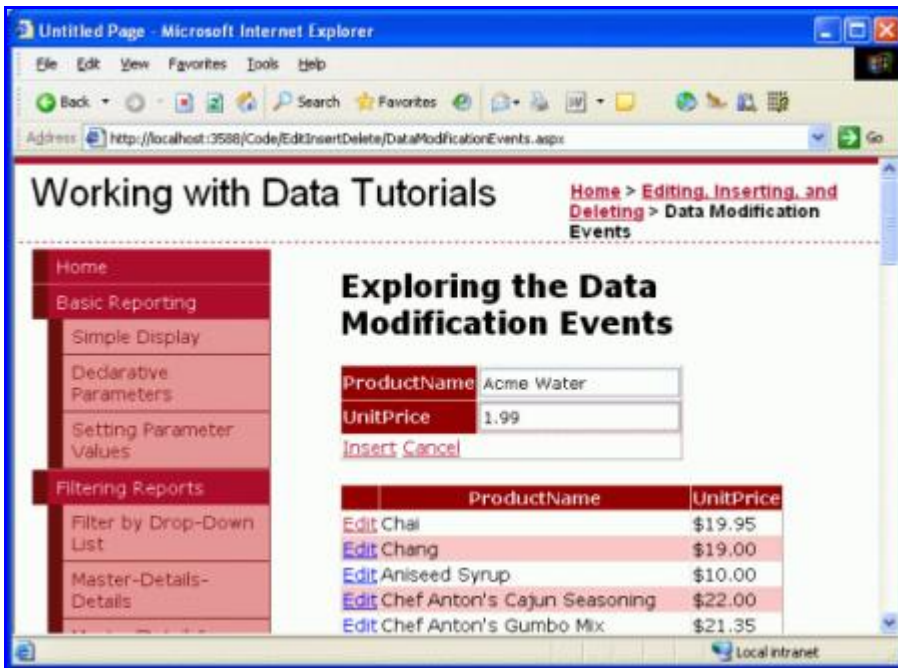 Untitled Page - Microsoft Internet Explorer
File Edit View Favorites Tools Help
Back Search Favorites
Address http://localhost:3588/Code/EditInsertDelete/DataModificationEvents.aspx Go
Working with Data Tutorials
Home > Editing, Inserting, and
Deleting > Data Modification
Events
Home
Basic Reporting
Simple Display
Declarative
Parameters
Setting Parameter
Values
Filtering Reports
Filter by Drop-Down
List
Master-Details-
Details
Exploring the Data
Modification Events
ProductName Acme Water
UnitPrice 1.99
Insert Cancel
ProductName UnitPrice
Edit Chai $19.95
Edit Chang $19.00
Edit Aniseed Syrup $10.00
Edit Chef Anton's Cajun Seasoning $22.00
Edit Chef Anton's Gumbo Mix $21.35
Local intranet